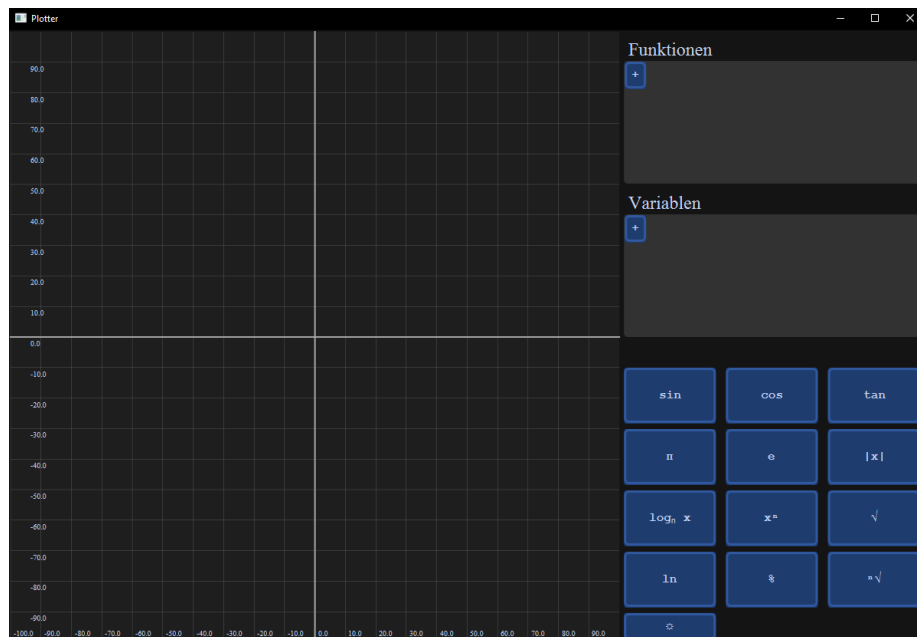 Plotter
Funktionen
+
Variablen
+
90.0
80.0
70.0
60.0
50.0
40.0
30.0
20.0
10.0
0.0
-10.0
-20.0
-30.0
-40.0
-50.0
-60.0
-70.0
-80.0
-90.0
-100.0 -90.0 -80.0 -70.0 -60.0 -50.0 -40.0 -30.0 -20.0 -10.0 0.0 10.0 20.0 30.0 40.0 50.0 60.0 70.0 80.0 90.0
sin cos tan
π e |x|
logₙ x xⁿ √
ln % ⁿ√